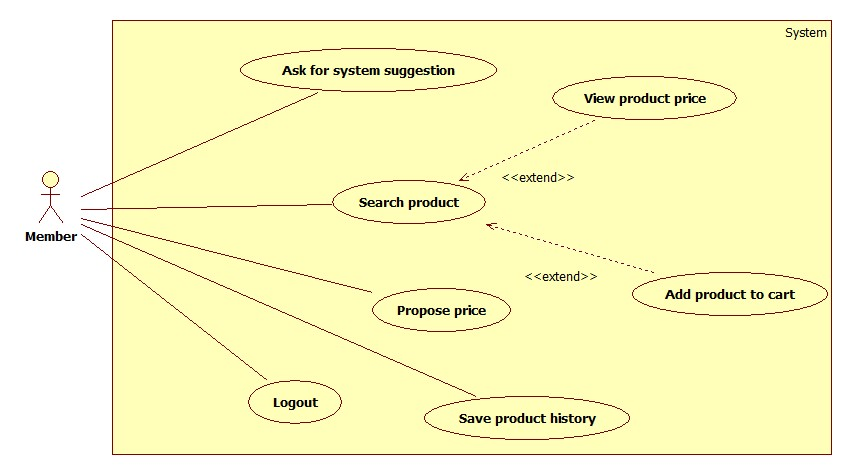 System
Ask for system suggestion
View product price
<<extend>>
Search product
Member
<<extend>>
Add product to cart
Propose price
Logout
Save product history